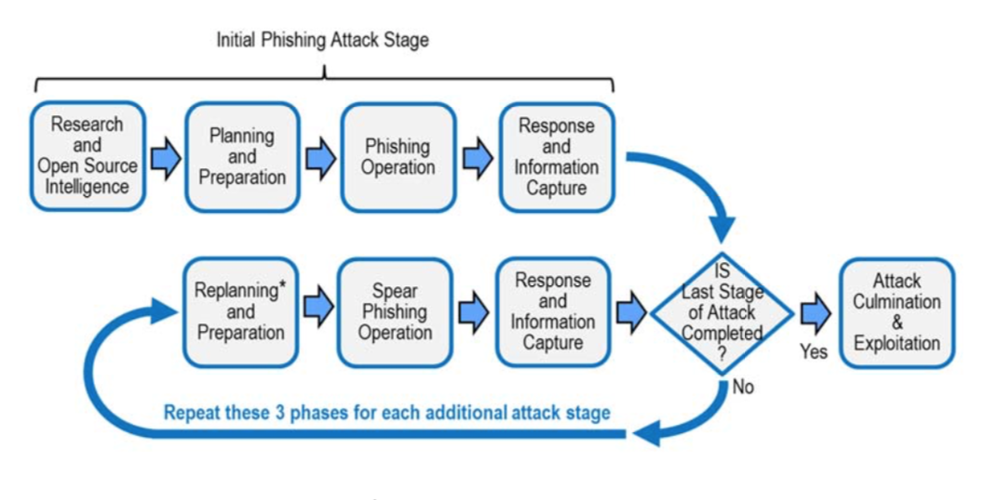 Initial Phishing Attack Stage
Research
and
Open Source
Intelligence
Planning
and
Preparation
Phishing
Operation
Response
and
Information
Capture
Replanning*
and
Preparation
Spear
Phishing
Operation
Response
and
Information
Capture
IS
Last Stage
of Attack
Completed
?
Yes
No
Attack
Culmination
&
Exploitation
Repeat these 3 phases for each additional attack stage